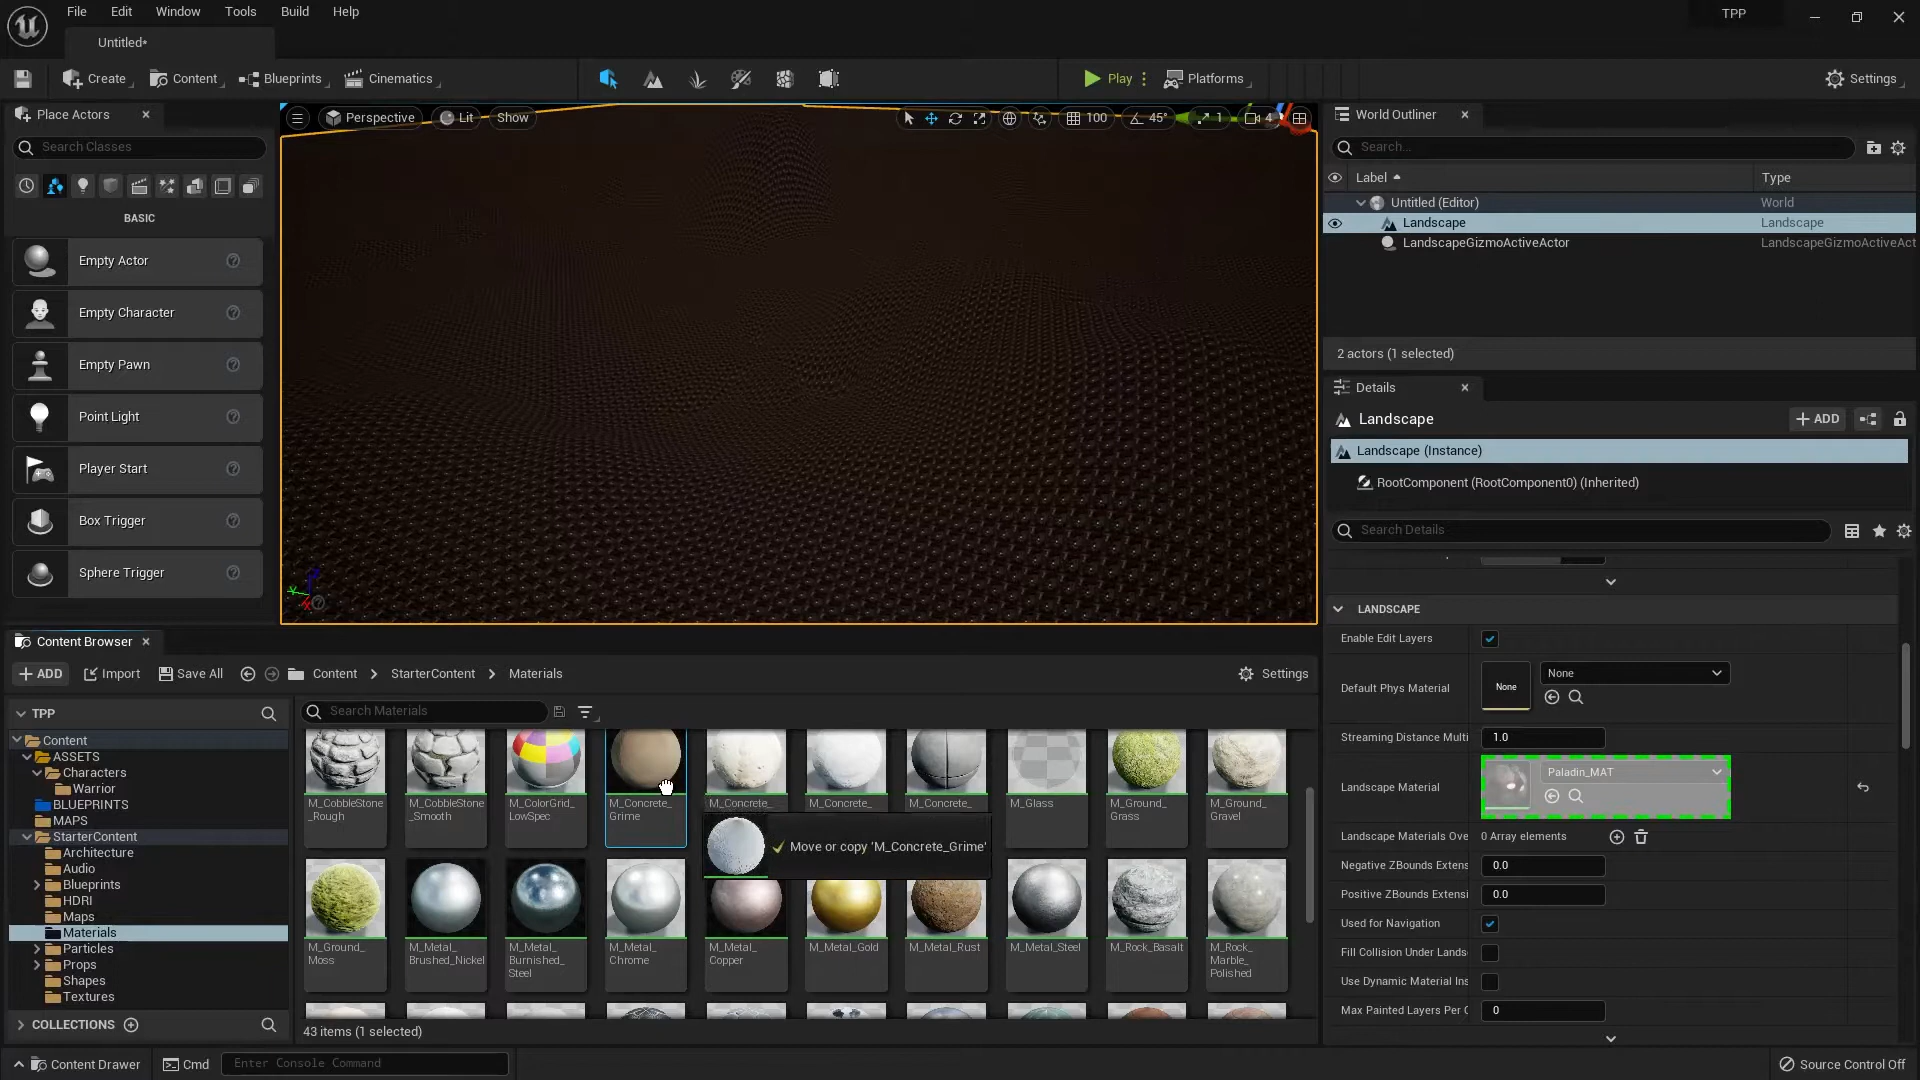 File Edit Window Tools Build Help
TPP
Untitled*
Create
Content
Blueprints
Cinematics
Play
Platforms
Settings
Place Actors
Search Classes
BASIC
Empty Actor
Empty Character
Empty Pawn
Point Light
Player Start
Box Trigger
Sphere Trigger
Perspective
Lit
Show
100
45°
1
4
World Outliner
Search...
Label
Type
Untitled (Editor)
World
Landscape
Landscape
LandscapeGizmoActiveActor
LandscapeGizmoActiveAct
2 actors (1 selected)
Details
Landscape
ADD
Landscape (Instance)
RootComponent (RootComponent0) (Inherited)
Search Details
LANDSCAPE
Enable Edit Layers
Default Phys Material
None
None
Streaming Distance Multi
1.0
Landscape Material
Paladin_MAT
Landscape Materials Ove
0 Array elements
Negative ZBounds Extens
0.0
Positive ZBounds Extensi
0.0
Used for Navigation
Fill Collision Under Lands
Use Dynamic Material Ins
Max Painted Layers Per C
0
Content Browser
ADD
Import
Save All
Content
StarterContent
Materials
Settings
TPP
Content
ASSETS
Characters
Warrior
BLUEPRINTS
MAPS
StarterContent
Architecture
Audio
Blueprints
HDRI
Maps
Materials
Particles
Props
Shapes
Textures
COLLECTIONS
Search Materials
M_CobbleStone
_Rough
M_CobbleStone
_Smooth
M_ColorGrid_
LowSpec
M_Concrete_
Grime
M_Concrete_
M_Concrete_
M_Concrete_
M_Glass
M_Ground_
Grass
M_Ground_
Gravel
Move or copy 'M_Concrete_Grime'
M_Ground_
Moss
M_Metal_
Brushed_Nickel
M_Metal_
Burnished_
Steel
M_Metal_
Chrome
M_Metal_
Copper
M_Metal_Gold
M_Metal_Rust
M_Metal_Steel
M_Rock_Basalt
M_Rock_
Marble_
Polished
43 items (1 selected)
Content Drawer
Cmd
Enter Console Command
Source Control Off